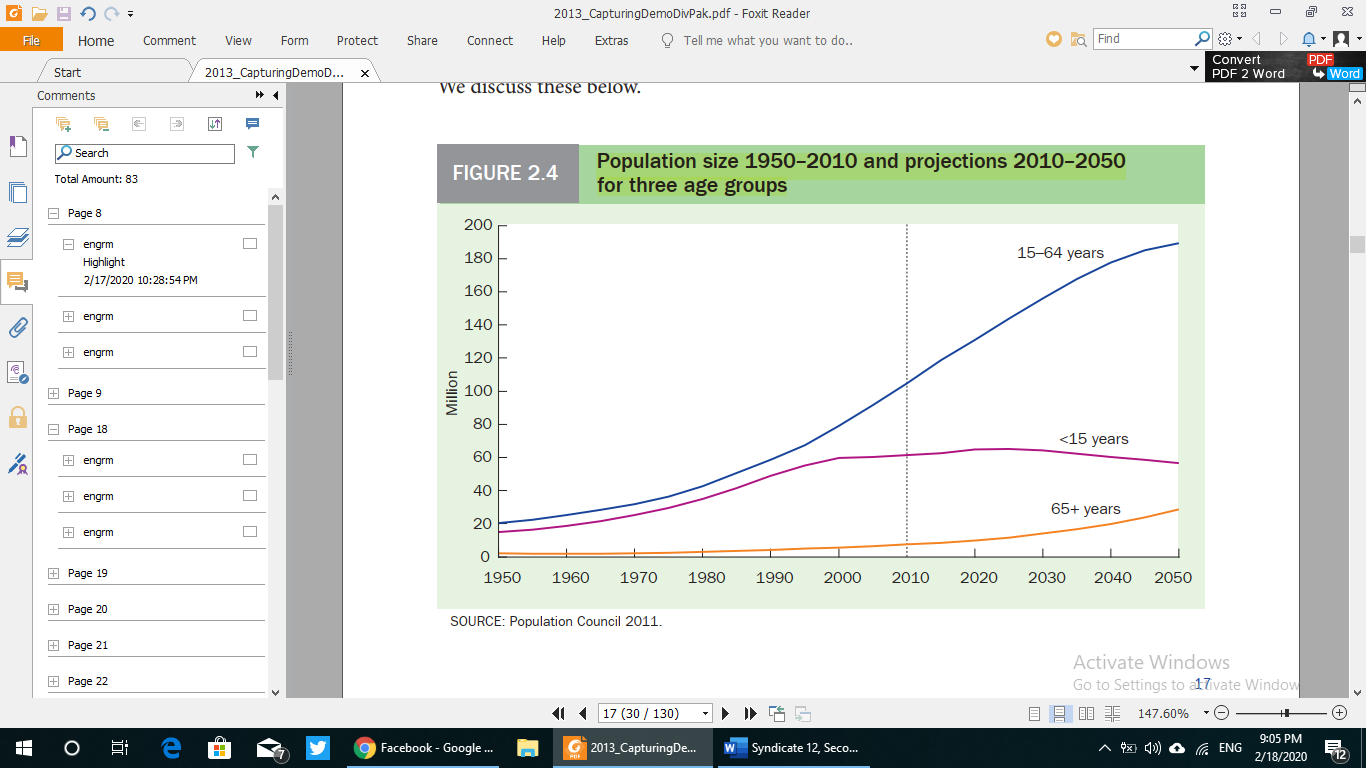 2013_CapturingDemoDivPak.pdf - Foxit Reader
File Home Comment View Form Protect Share Connect Help Extras Tell me what you want to do.. Find
Start 2013_CapturingDemoD... x
Convert PDF
PDF 2 Word Word
Comments
Search
Total Amount: 83
Page 8
engrm
Highlight
2/17/2020 10:28:54 PM
engrm
engrm
Page 9
Page 18
engrm
engrm
engrm
Page 19
Page 20
Page 21
Page 22
We discuss these below.
FIGURE 2.4
Population size 1950–2010 and projections 2010–2050
for three age groups
Million
200
180
160
140
120
100
80
60
40
20
0
15–64 years
<15 years
65+ years
1950 1960 1970 1980 1990 2000 2010 2020 2030 2040 2050
SOURCE: Population Council 2011.
17
Activate Windows
Go to Settings to activate Window
17 (30 / 130)
147.60%
7
Facebook - Google ...
2013_CapturingDe...
Syndicate 12, Seco...
ENG
9:05 PM
2/18/2020
12